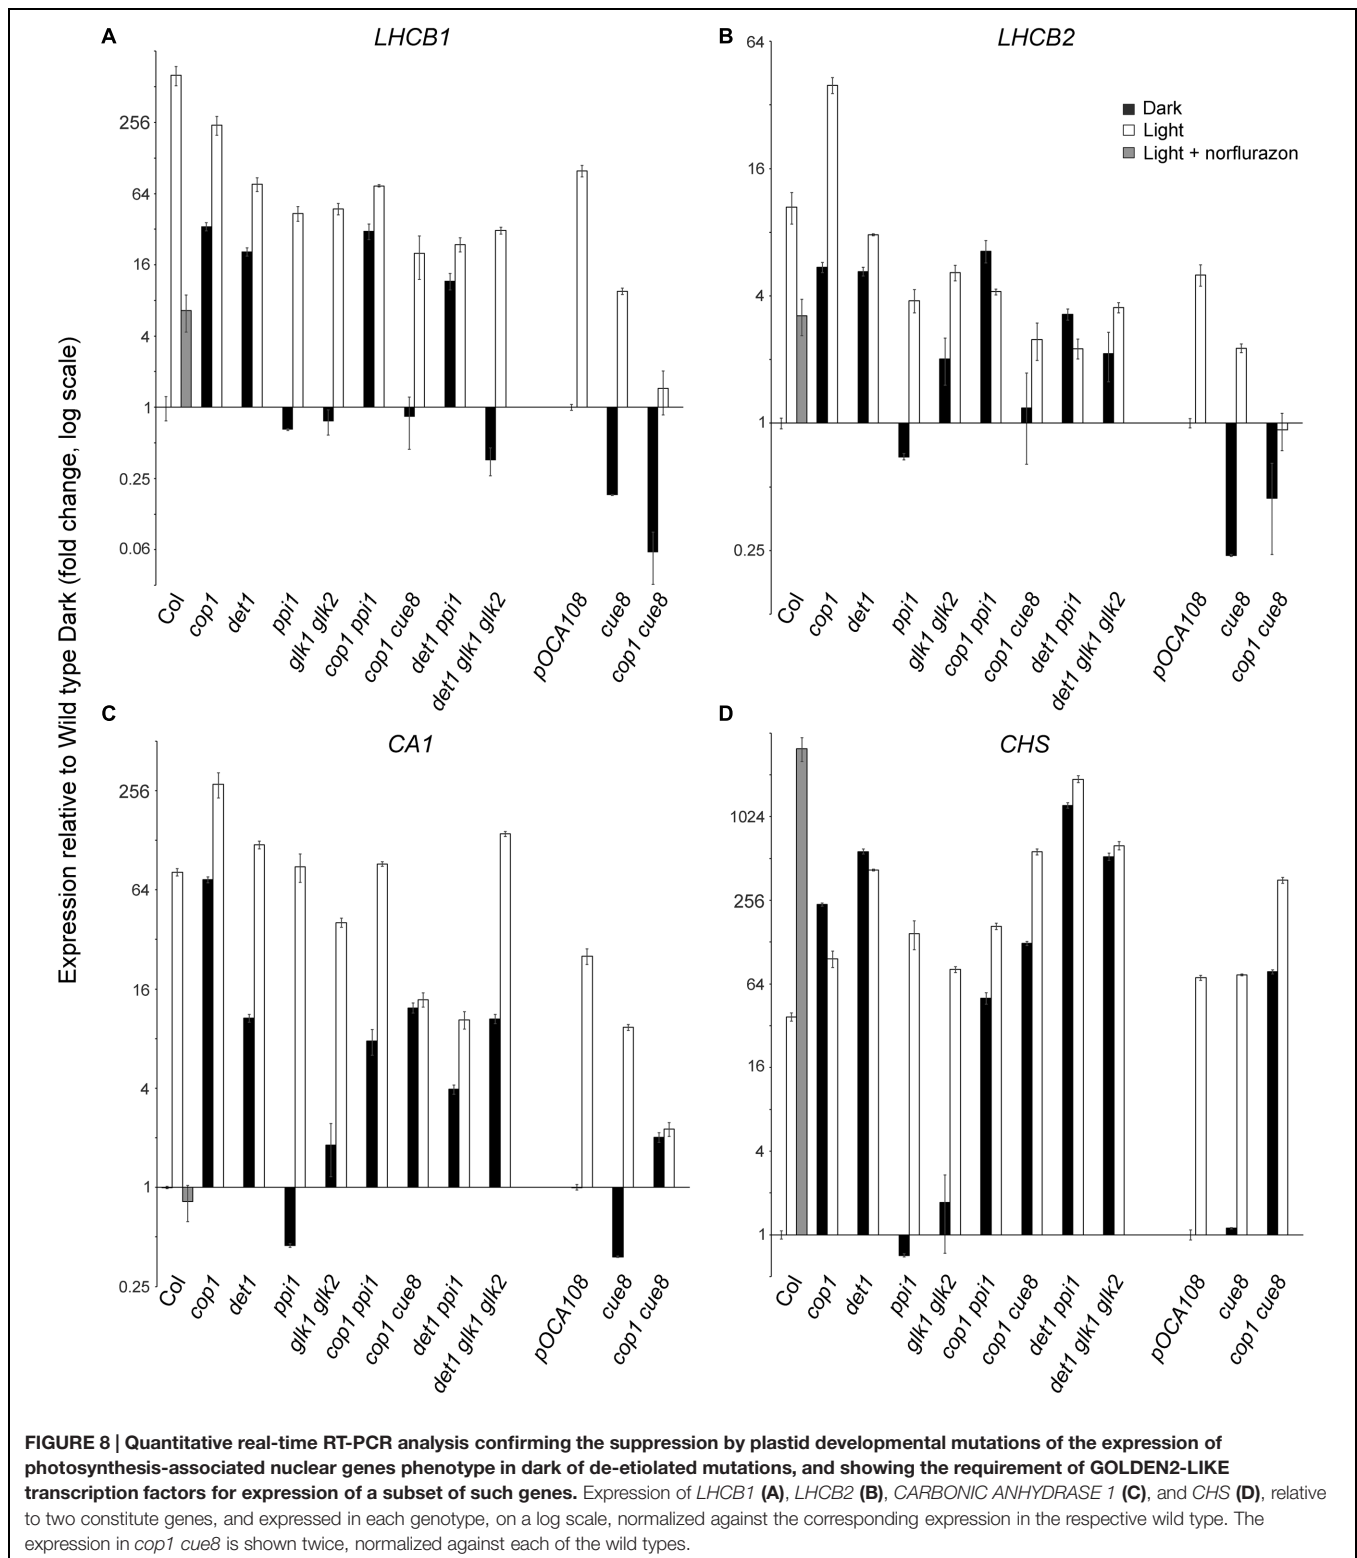 Expression relative to Wild type Dark (fold change, log scale)
A
LHCB1
256
64
16
4
1
0.25
0.06
Col
cop1
det1
ppi1
glk1 glk2
cop1 ppi1
cop1 cue8
det1 ppi1
det1 glk1 glk2
pOCA108
cue8
cop1 cue8
B
LHCB2
Dark
Light
Light + norflurazon
64
16
4
1
0.25
Col
cop1
det1
ppi1
glk1 glk2
cop1 ppi1
cop1 cue8
det1 ppi1
det1 glk1 glk2
pOCA108
cue8
cop1 cue8
C
CA1
256
64
16
4
1
0.25
Col
cop1
det1
ppi1
glk1 glk2
cop1 ppi1
cop1 cue8
det1 ppi1
det1 glk1 glk2
pOCA108
cue8
cop1 cue8
D
CHS
1024
256
64
16
4
1
Col
cop1
det1
ppi1
glk1 glk2
cop1 ppi1
cop1 cue8
det1 ppi1
det1 glk1 glk2
pOCA108
cue8
cop1 cue8
FIGURE 8 | Quantitative real-time RT-PCR analysis confirming the suppression by plastid developmental mutations of the expression of
photosynthesis-associated nuclear genes phenotype in dark of de-etiolated mutations, and showing the requirement of GOLDEN2-LIKE
transcription factors for expression of a subset of such genes. Expression of LHCB1 (A), LHCB2 (B), CARBONIC ANHYDRASE 1 (C), and CHS (D), relative
to two constitute genes, and expressed in each genotype, on a log scale, normalized against the corresponding expression in the respective wild type. The
expression in cop1 cue8 is shown twice, normalized against each of the wild types.